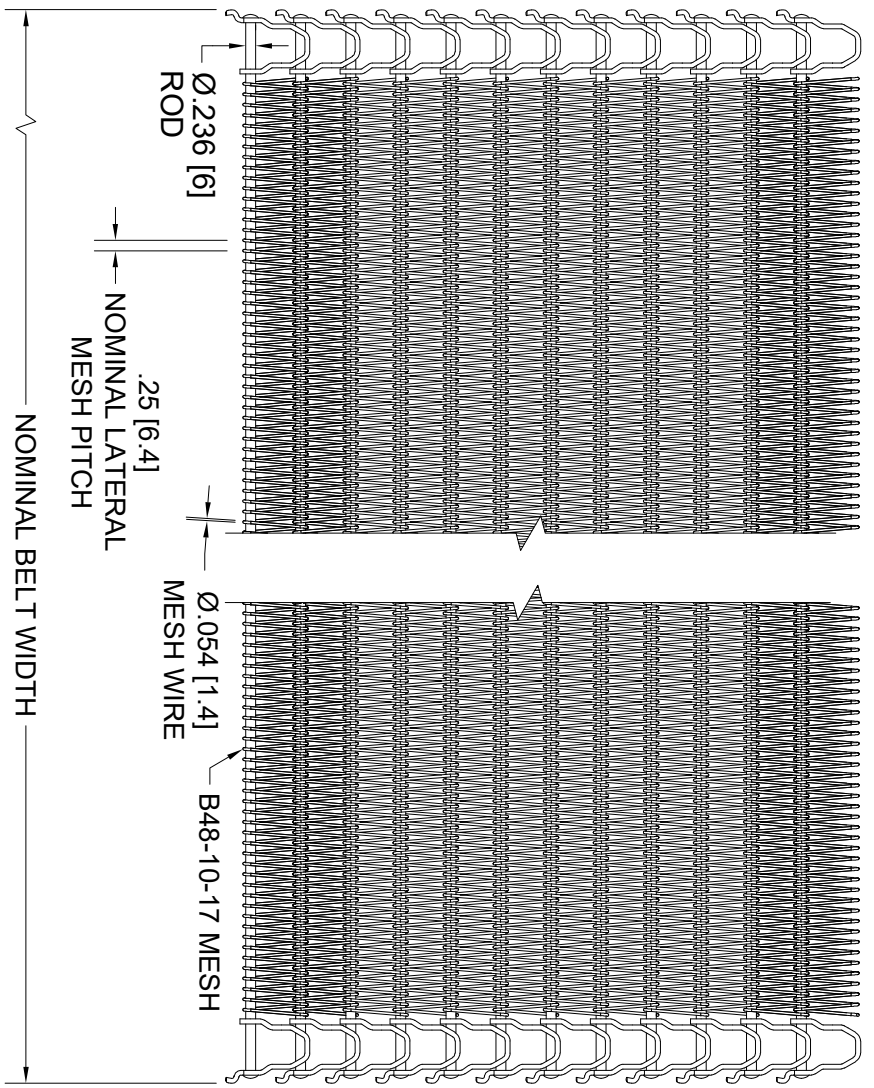 Ø.236 [6]
ROD
.25 [6.4]
NOMINAL LATERAL
MESH PITCH
Ø.054 [1.4]
MESH WIRE
B48-10-17 MESH
NOMINAL BELT WIDTH